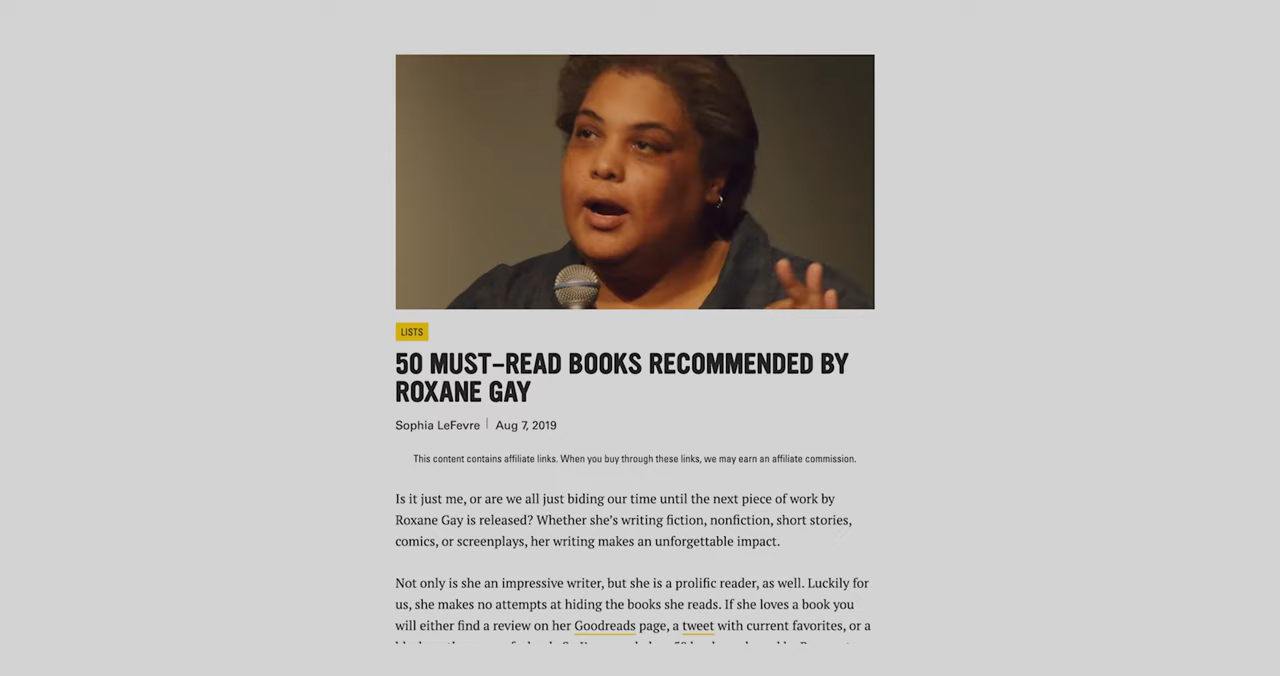 LISTS
50 MUST-READ BOOKS RECOMMENDED BY
ROXANE GAY
Sophia LeFevre | Aug 7, 2019
This content contains affiliate links. When you buy through these links, we may earn an affiliate commission.
Is it just me, or are we all just biding our time until the next piece of work by
Roxane Gay is released? Whether she's writing fiction, nonfiction, short stories,
comics, or screenplays, her writing makes an unforgettable impact.
Not only is she an impressive writer, but she is a prolific reader, as well. Luckily for
us, she makes no attempts at hiding the books she reads. If she loves a book you
will either find a review on her Goodreads page, a tweet with current favorites, or a